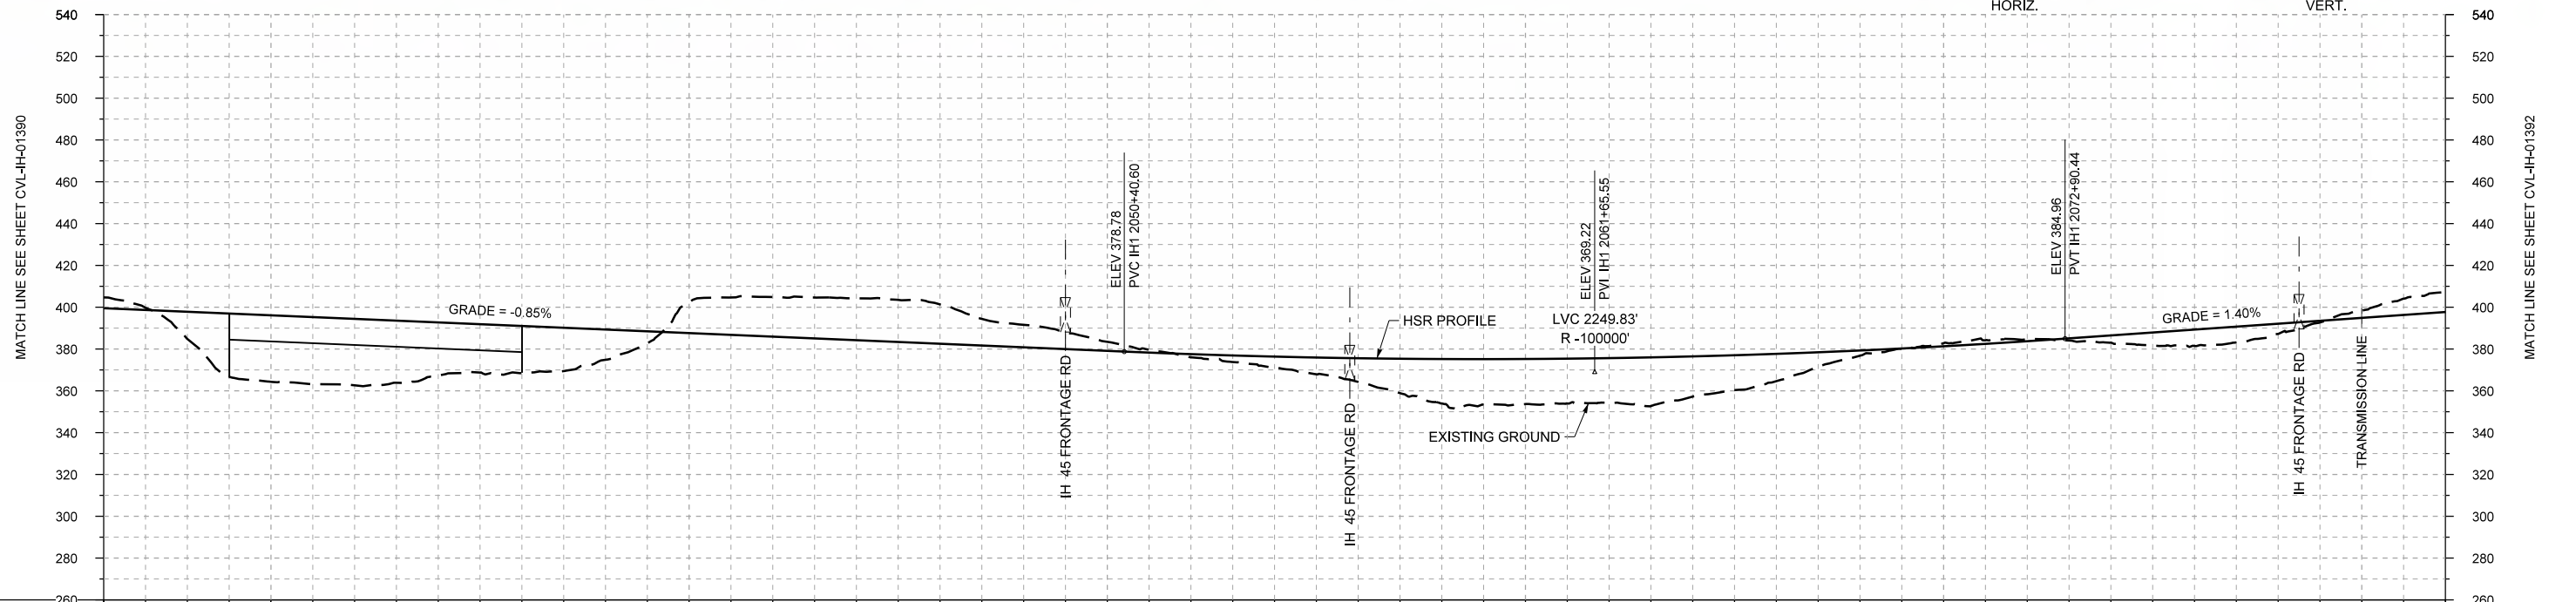 HORIZ.
VERT.
540
520
500
480
460
440
420
400
380
360
340
320
300
280
260
MATCH LINE SEE SHEET CVL-IH-01390
GRADE = -0.85%
IH 45 FRONTAGE RD
ELEV 378.78
PVC IH1 2050+40.60
IH 45 FRONTAGE RD
HSR PROFILE
EXISTING GROUND
ELEV 369.22
PVI IH1 2061+65.55
LVC 2249.83'
R -100000'
ELEV 384.96
PVT IH1 2072+90.44
GRADE = 1.40%
IH 45 FRONTAGE RD
TRANSMISSION LINE
540
520
500
480
460
440
420
400
380
360
340
320
300
280
260
MATCH LINE SEE SHEET CVL-IH-01392